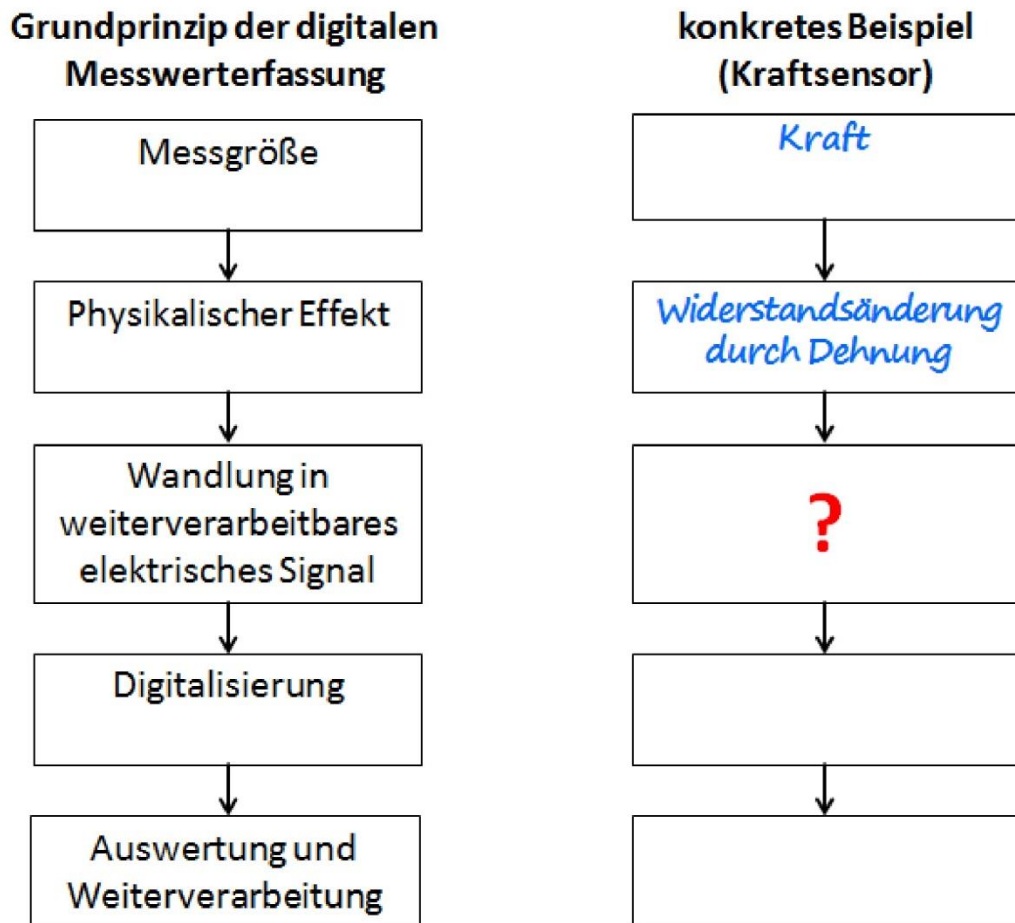 Grundprinzip der digitalen
Messwerterfassung
Messgröße
Physikalischer Effekt
Wandlung in
weiterverarbeitbares
elektrisches Signal
Digitalisierung
Auswertung und
Weiterverarbeitung
konkretes Beispiel
(Kraftsensor)
Kraft
Widerstandsänderung
durch Dehnung
?